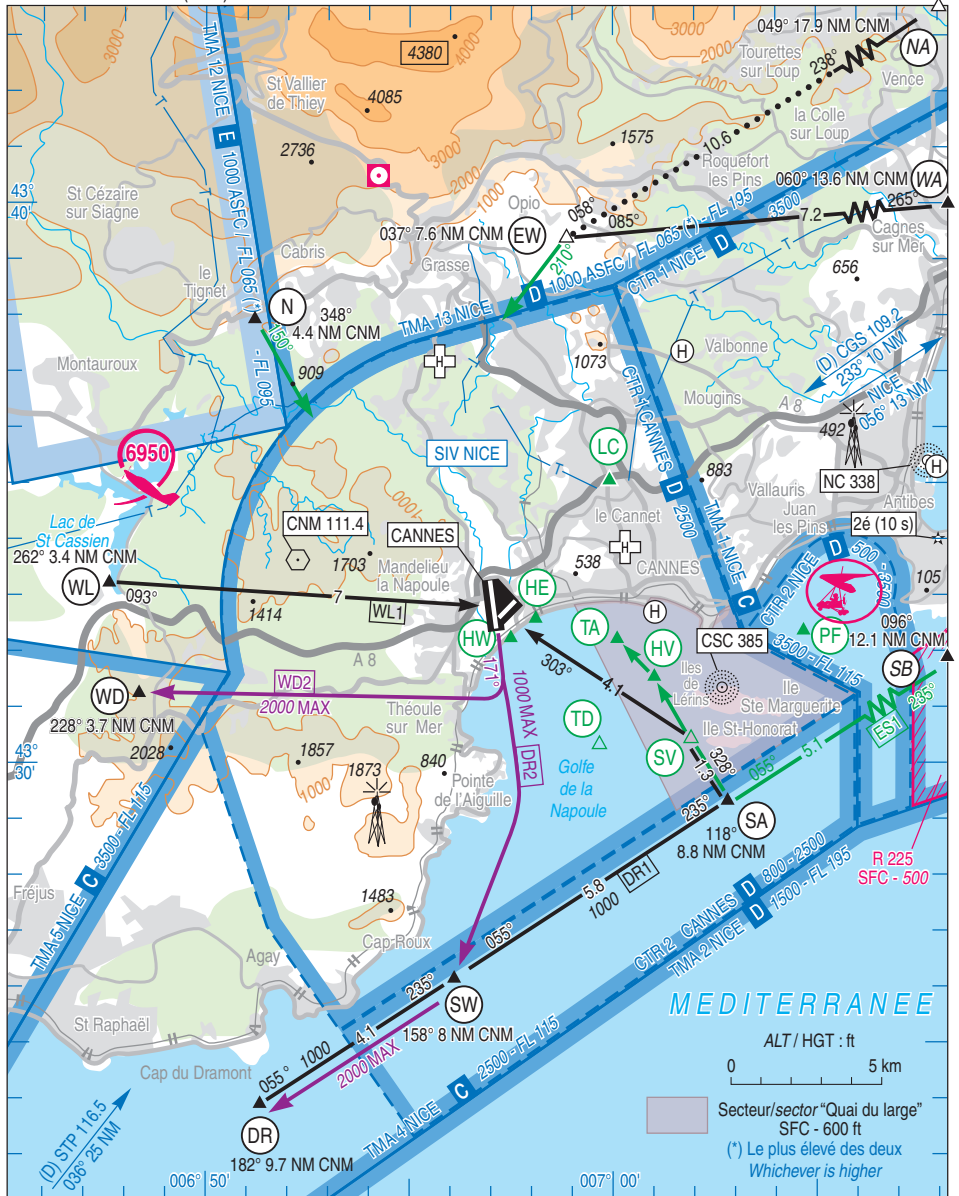 3000
4380
4000
049° 17.9 NM CNM
NA
TMA 12 NICE E 1000 ASFC / FL 065 (*) - FL 095
St Vallier
de Thiey
4085
2000
1000
Tourettes
sur Loup
238°
Vence
la Colle
sur Loup
2736
3000
2000
1000
1575
10.6
Roquefort
les Pins
43°
40'
St Cézaire
sur Siagne
Opio
060° 13.6 NM CNM
WA
058°
085°
265°
7.2
037° 7.6 NM CNM
EW
3500
Cagnes
sur Mer
Cabris
Grasse
210°
le
Tignet
N
348°
4.4 NM CNM
150°
TMA 13 NICE D 1000 ASFC / FL 065 (*) - FL 195
CTR 1 NICE D
656
Montauroux
909
1073
Valbonne
Mougins
(D) CGS 109.2
233° 10 NM
NICE
056° 13 NM
A 8
CTR 1 CANNES D 2500
6950
SIV NICE
LC
492
NC 338
883
TMA 1 NICE C
Vallauris
Juan
les Pins
Antibes
Lac de
St Cassien
CNM 111.4
CANNES
le Cannet
2é (10 s)
262° 3.4 NM CNM
1000
1703
Mandelieu
la Napoule
538
CANNES
D 500 - 3500
CTR 2 NICE
105
WL
093°
7
WL1
1414
HE
HW
TA
HV
CSC 385
PF
096°
12.1 NM CNM
SB
3500-FL 115
A 8
171°
303°
4.1
Iles
de
Lérins
Ile
Ste Marguerite
Ile St-Honorat
WD
WD2
2000 MAX
1000 MAX
DR2
228° 3.7 NM CNM
Théoule
sur Mer
TD
SV
235°
ES1
43°
30'
2028
1857
1000
1873
840
Pointe
de l'Aiguille
Golfe
de la
Napoule
328°
1.3
055°
5.1
235°
SA
118°
8.8 NM CNM
TMA 5 NICE C 3500 - FL 115
Fréjus
1483
5.8
DR1
1000
R 225
SFC - 500
CTR 2 CANNES D 800 - 2500
TMA 2 NICE D 1500 - FL 195
Agay
Cap Roux
055°
235°
SW
158° 8 NM CNM
St Raphaël
4.1
1000
2000 MAX
055°
Cap du Dramont
MEDITERRANEE
ALT / HGT : ft
0 5 km
TMA 4 NICE C 2500 - FL 115
DR
182° 9.7 NM CNM
(D) STP 116.5
036° 25 NM
Secteur/sector "Quai du large"
SFC - 600 ft
(*) Le plus élevé des deux
Whichever is higher
006° 50'
007° 00'